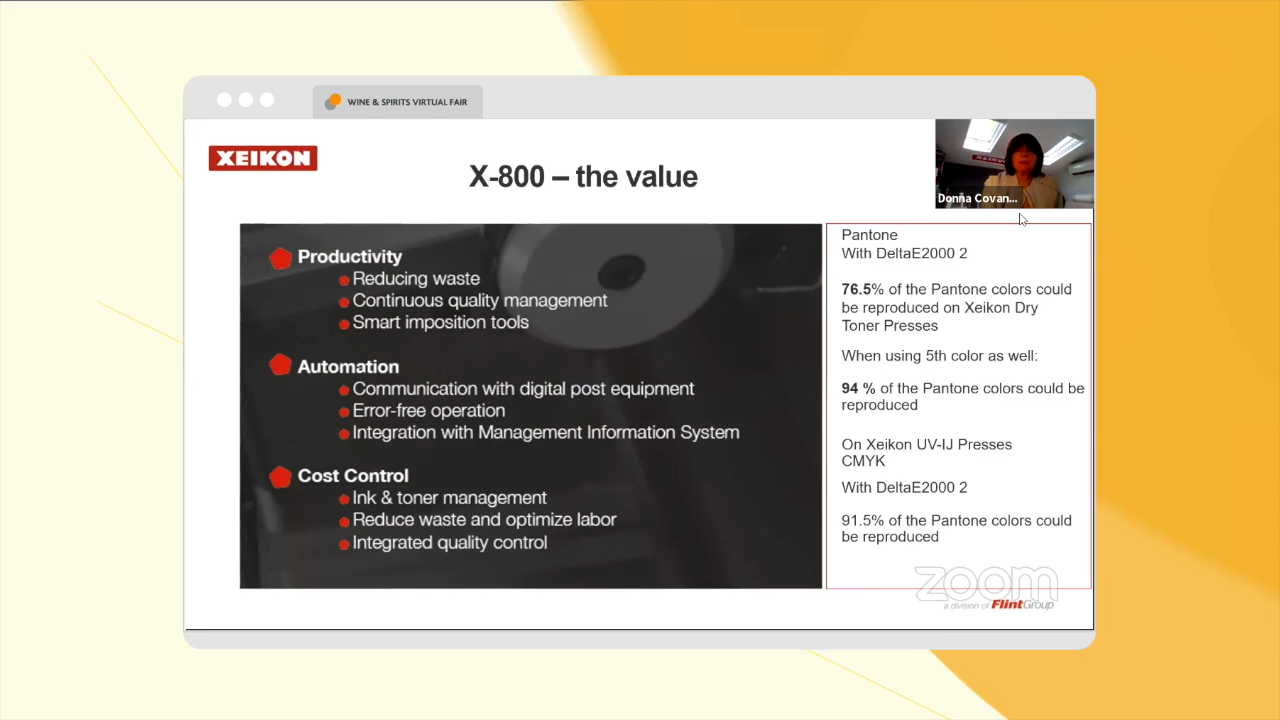 WINE & SPIRITS VIRTUAL FAIR
XEIKON
X-800 – the value
Donna Covan...
Productivity
Reducing waste
Continuous quality management
Smart imposition tools
Automation
Communication with digital post equipment
Error-free operation
Integration with Management Information System
Cost Control
Ink & toner management
Reduce waste and optimize labor
Integrated quality control
Pantone
With DeltaE2000 2
76.5% of the Pantone colors could
be reproduced on Xeikon Dry
Toner Presses
When using 5th color as well:
94 % of the Pantone colors could be
reproduced
On Xeikon UV-IJ Presses
CMYK
With DeltaE2000 2
91.5% of the Pantone colors could
be reproduced
zoom
a division of FlintGroup